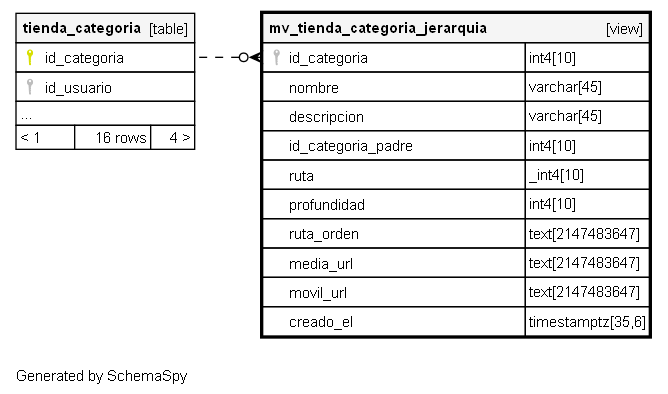 tienda_categoria [table]
id_categoria
id_usuario
...
< 1 16 rows 4 >
mv_tienda_categoria_jerarquia [view]
id_categoria int4[10]
nombre varchar[45]
descripcion varchar[45]
id_categoria_padre int4[10]
ruta _int4[10]
profundidad int4[10]
ruta_orden text[2147483647]
media_url text[2147483647]
movil_url text[2147483647]
creado_el timestamptz[35,6]
Generated by SchemaSpy